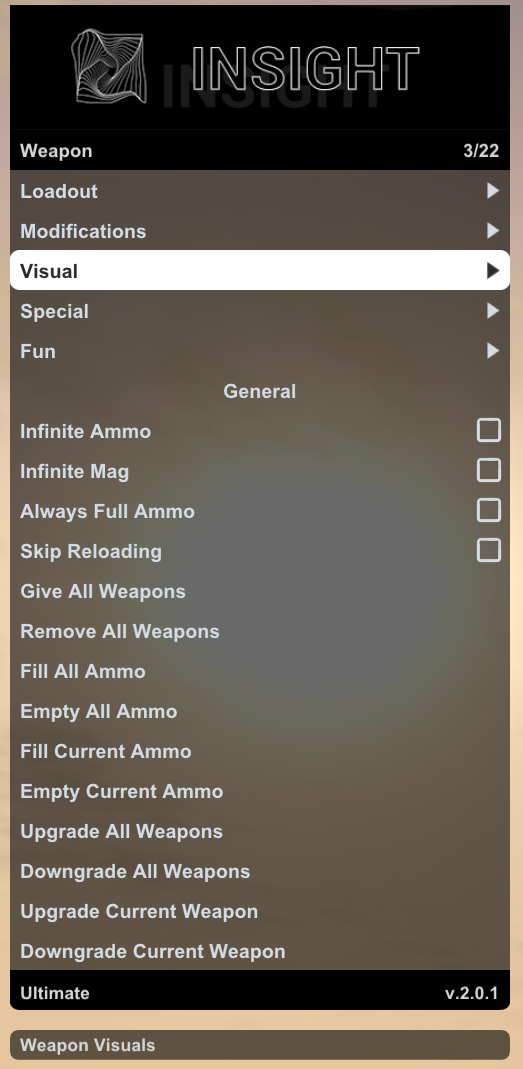 INSIGHT
Weapon 3/22
Loadout
Modifications
Visual
Special
Fun
General
Infinite Ammo
Infinite Mag
Always Full Ammo
Skip Reloading
Give All Weapons
Remove All Weapons
Fill All Ammo
Empty All Ammo
Fill Current Ammo
Empty Current Ammo
Upgrade All Weapons
Downgrade All Weapons
Upgrade Current Weapon
Downgrade Current Weapon
Ultimate v.2.0.1
Weapon Visuals